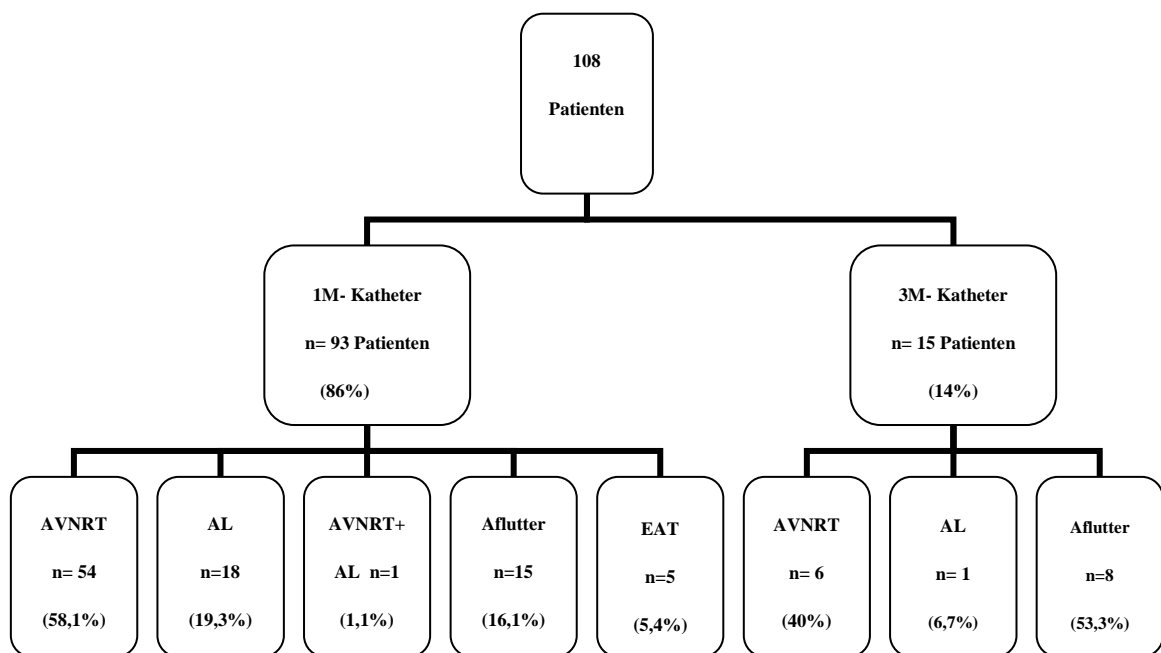 108
Patienten
1M- Katheter
n= 93 Patienten
(86%)
3M- Katheter
n= 15 Patienten
(14%)
AVNRT
n= 54
(58,1%)
AL
n=18
(19,3%)
AVNRT+
AL n=1
(1,1%)
Aflutter
n=15
(16,1%)
EAT
n=5
(5,4%)
AVNRT
n= 6
(40%)
AL
n= 1
(6,7%)
Aflutter
n=8
(53,3%)